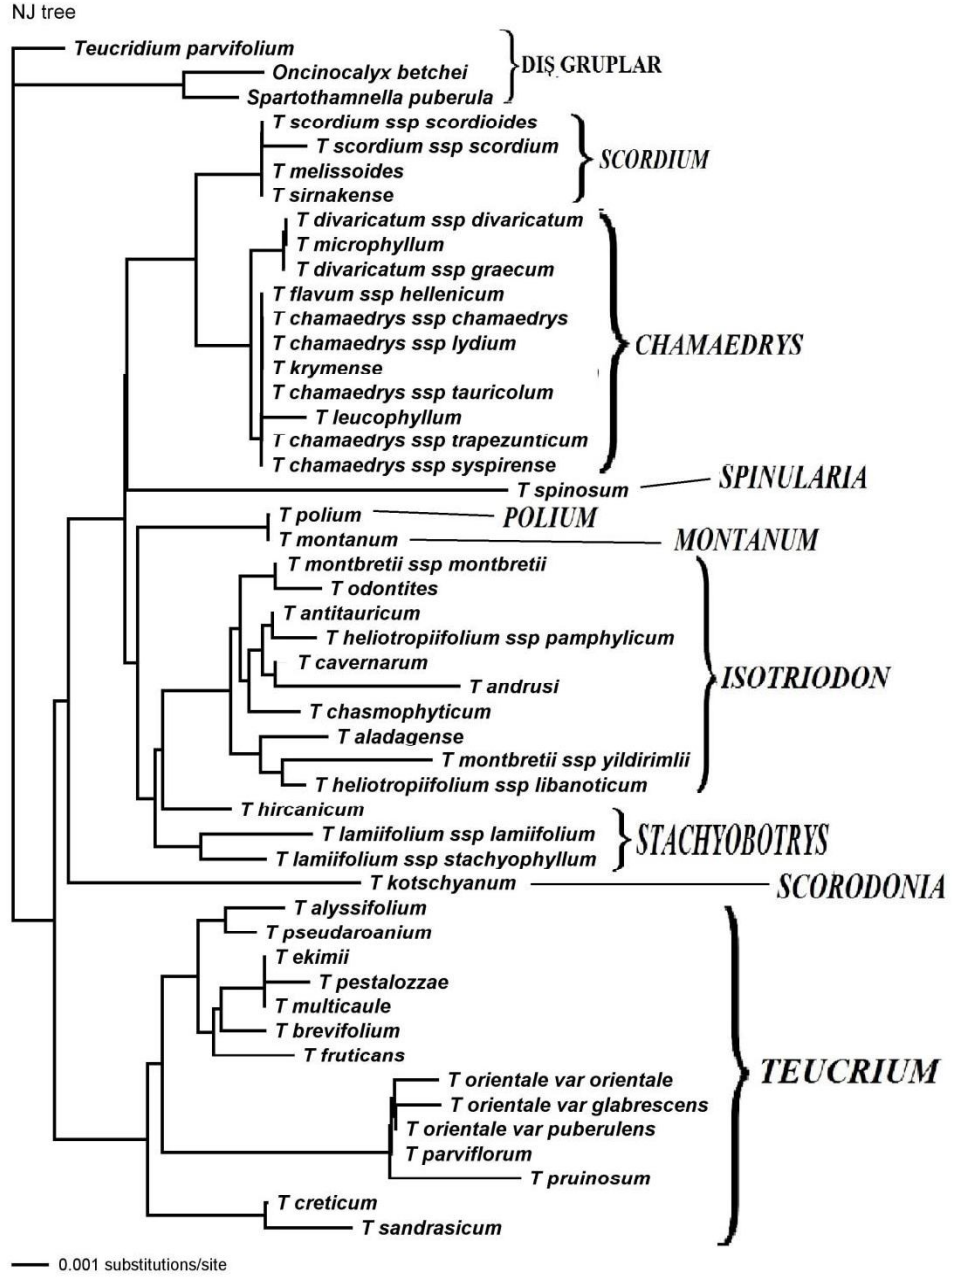 NJ tree
Teucridium parvifolium
Oncinocalyx betchei
DIŞ GRUPLAR
Spartothamnella puberula
T scordium ssp scordioides
T scordium ssp scordium
SCORDIUM
T melissoides
T sirnakense
T divaricatum ssp divaricatum
T microphyllum
T divaricatum ssp graecum
T flavum ssp hellenicum
T chamaedrys ssp chamaedrys
T chamaedrys ssp lydium
CHAMAEDRYS
T krymense
T chamaedrys ssp tauricolum
T leucophyllum
T chamaedrys ssp trapezunticum
T chamaedrys ssp syspirense
T spinosum
SPINULARIA
T polium
POLIUM
T montanum
MONTANUM
T montbretii ssp montbretii
T odontites
T antitauricum
T heliotropiifolium ssp pamphylicum
T cavernarum
ISOTRIODON
T andrusi
T chasmophyticum
T aladagense
T montbretii ssp yildirimlii
T heliotropiifolium ssp libanoticum
T hircanicum
T lamiifolium ssp lamiifolium
STACHYOBOTRYS
T lamiifolium ssp stachyophyllum
T kotschyanum
SCORODONIA
T alyssifolium
T pseudaroanium
T ekimii
T pestalozzae
T multicaule
T brevifolium
T fruticans
TEUCRIUM
T orientale var orientale
T orientale var glabrescens
T orientale var puberulens
T parviflorum
T pruinosum
T creticum
T sandrasicum
0.001 substitutions/site